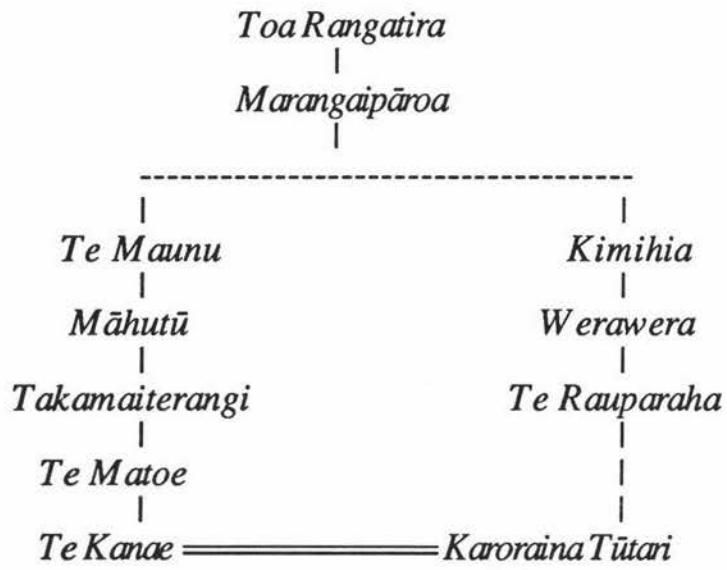 Toa Rangatira
Marangaipāroa
Te Maunu Kimihia
Māhutū Werawera
Takamaiterangi Te Rauparaha
Te Matoe
Te Kanae Karoraina Tūtari